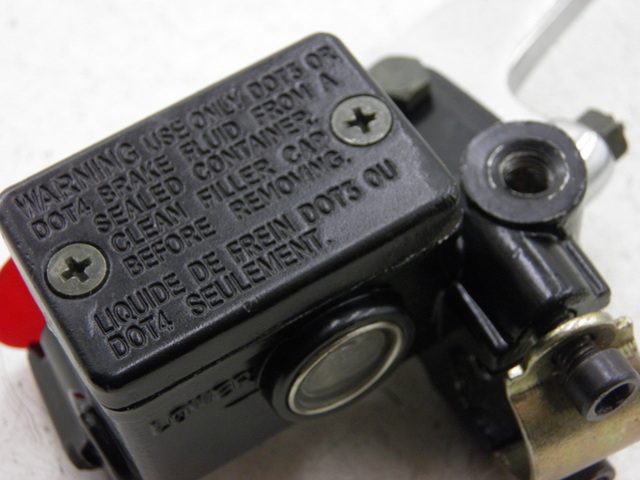 WARNING USE ONLY DOT3 OR
DOT4 BRAKE FLUID FROM A
SEALED CONTAINER.
CLEAN FILLER CAP
BEFORE REMOVING.
LIQUIDE DE FREIN DOT3 OU
DOT4 SEULEMENT.
LOWER